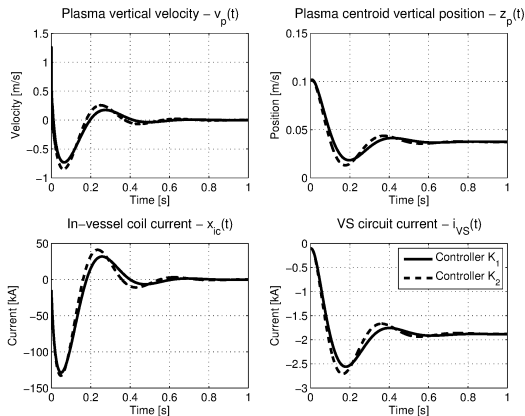 Plasma vertical velocity − v_p(t)
1.5
1
0.5
0
−0.5
−1
Velocity [m/s]
0 0.2 0.4 0.6 0.8 1
Time [s]
Plasma centroid vertical position − z_p(t)
0.15
0.1
0.05
0
Position [m/s]
0 0.2 0.4 0.6 0.8 1
Time [s]
In−vessel coil current − x_ic(t)
50
0
−50
−100
−150
Current [kA]
0 0.2 0.4 0.6 0.8 1
Time [s]
VS circuit current − i_VS(t)
0
−0.5
−1
−1.5
−2
−2.5
−3
Current [kA]
Controller K_1
Controller K_2
0 0.2 0.4 0.6 0.8 1
Time [s]